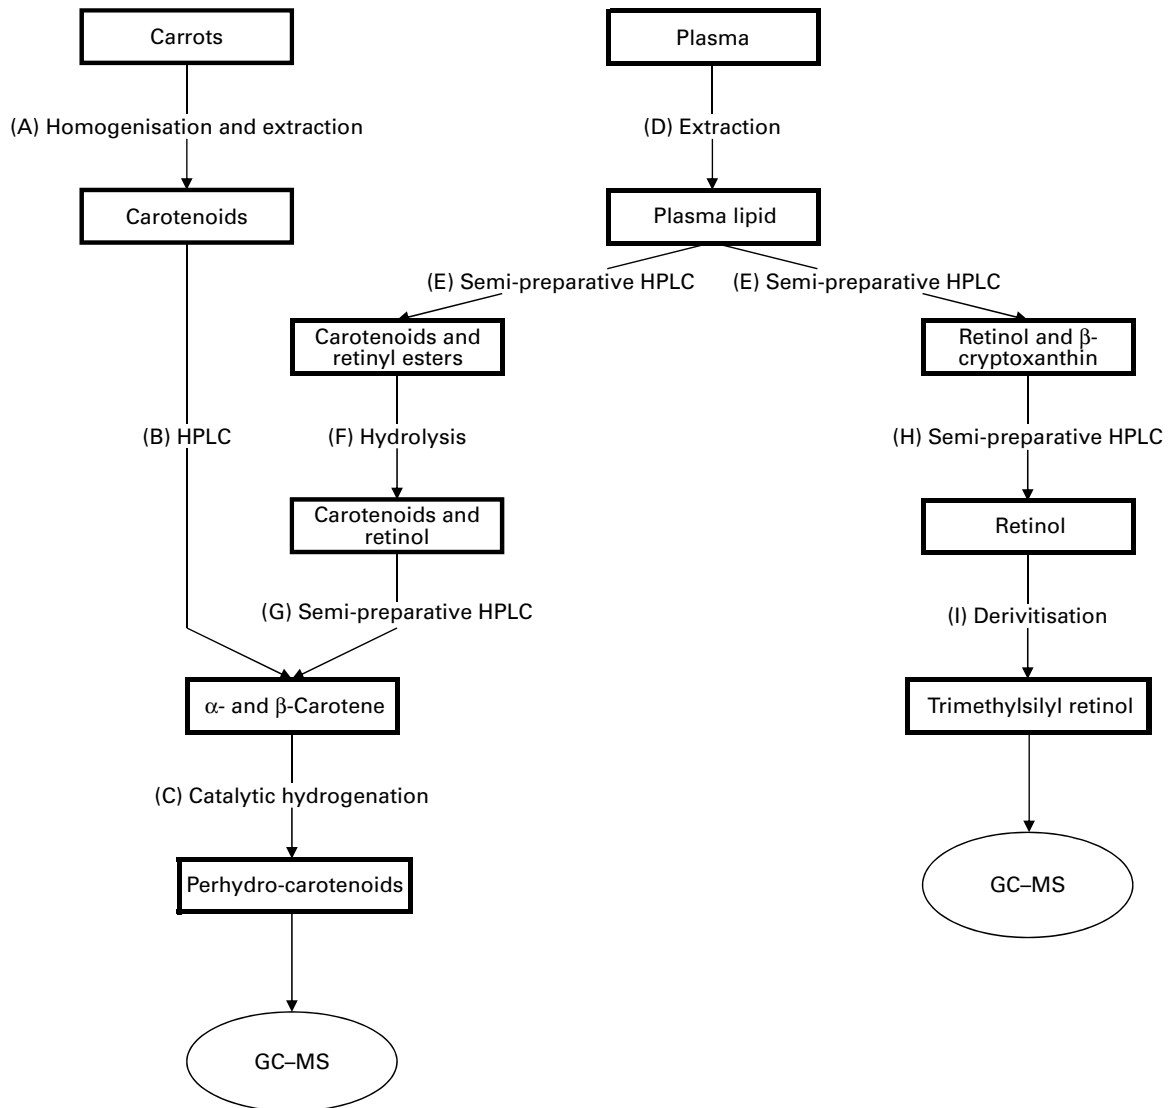 Carrots
Plasma
(A) Homogenisation and extraction
(D) Extraction
Carotenoids
Plasma lipid
(E) Semi-preparative HPLC
(E) Semi-preparative HPLC
Carotenoids and
retinyl esters
Retinol and β-
cryptoxanthin
(B) HPLC
(F) Hydrolysis
(H) Semi-preparative HPLC
Carotenoids and
retinol
Retinol
(G) Semi-preparative HPLC
(I) Derivitisation
α- and β-Carotene
Trimethylsilyl retinol
(C) Catalytic hydrogenation
Perhydro-carotenoids
GC–MS
GC–MS